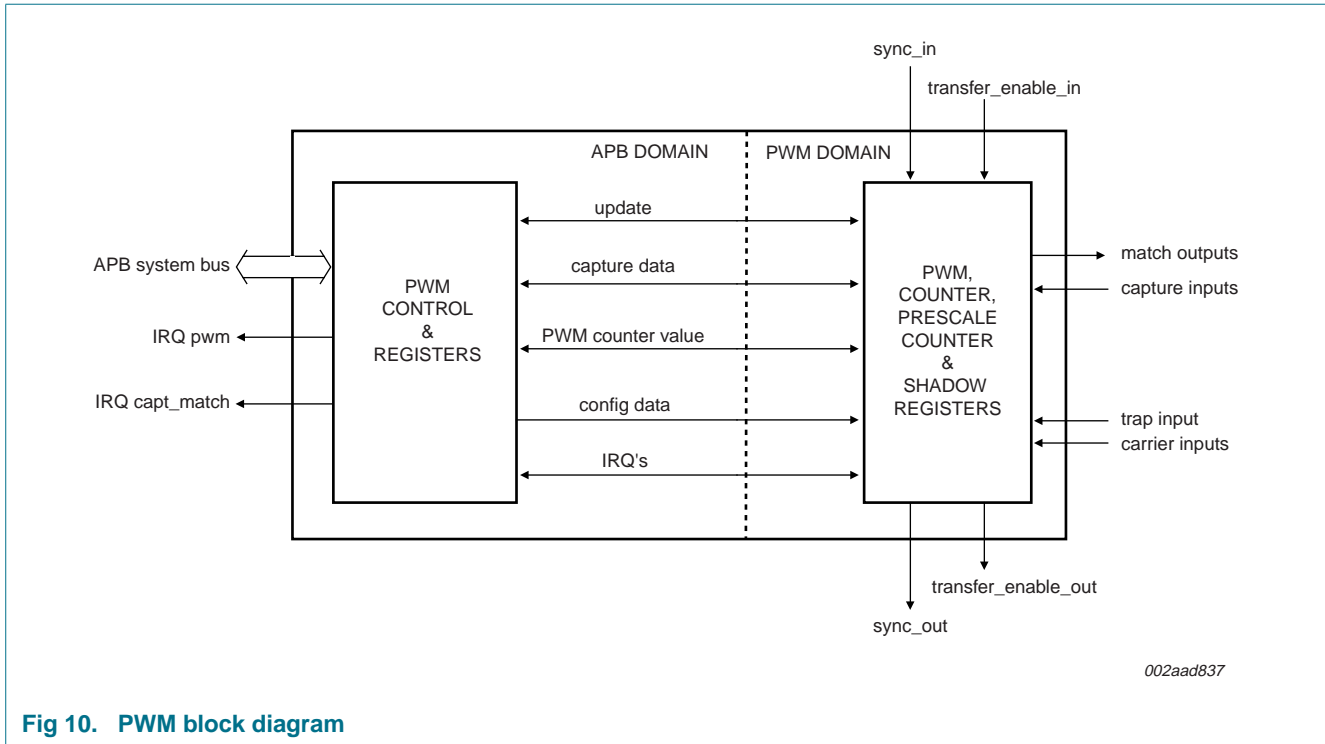 sync_in
transfer_enable_in
APB DOMAIN
PWM DOMAIN
update
APB system bus
capture data
PWM
CONTROL
&
REGISTERS
PWM counter value
IRQ pwm
IRQ capt_match
config data
IRQ's
PWM,
COUNTER,
PRESCALE
COUNTER
&
SHADOW
REGISTERS
match outputs
capture inputs
trap input
carrier inputs
transfer_enable_out
sync_out
002aad837
Fig 10. PWM block diagram